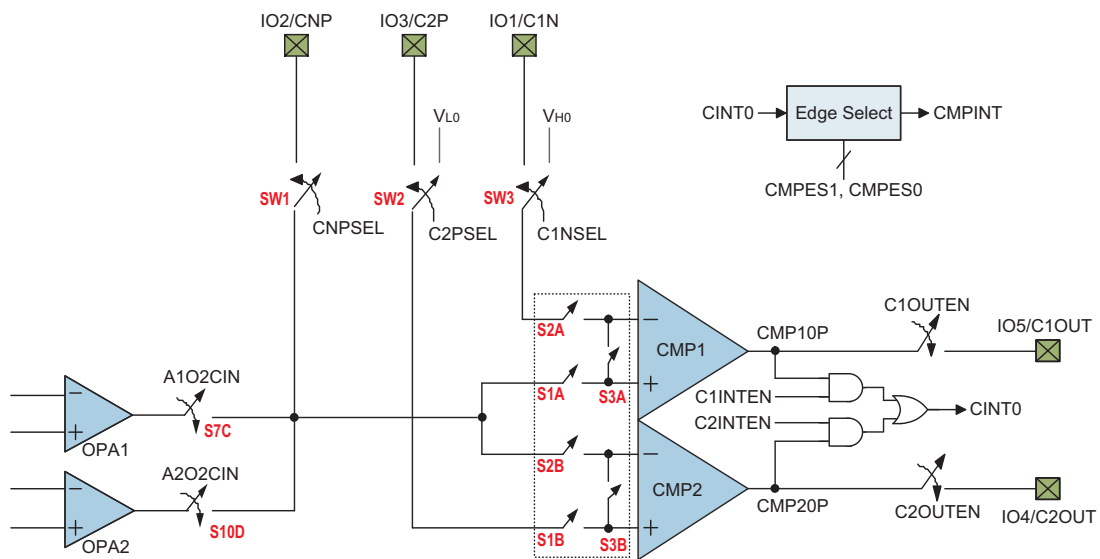 IO2/CNP IO3/C2P IO1/C1N
VL0 VH0
CINT0 Edge Select CMPINT
CMPES1, CMPES0
SW1 SW2 SW3
CNPSEL C2PSEL C1NSEL
S2A
−
CMP1
+
S1A S3A
CMP10P
C1OUTEN
IO5/C1OUT
C1INTEN
C2INTEN
CINT0
A1O2CIN
−
+
S7C
OPA1
S2B
−
CMP2
+
S1B S3B
CMP20P
C2OUTEN
IO4/C2OUT
A2O2CIN
−
+
S10D
OPA2